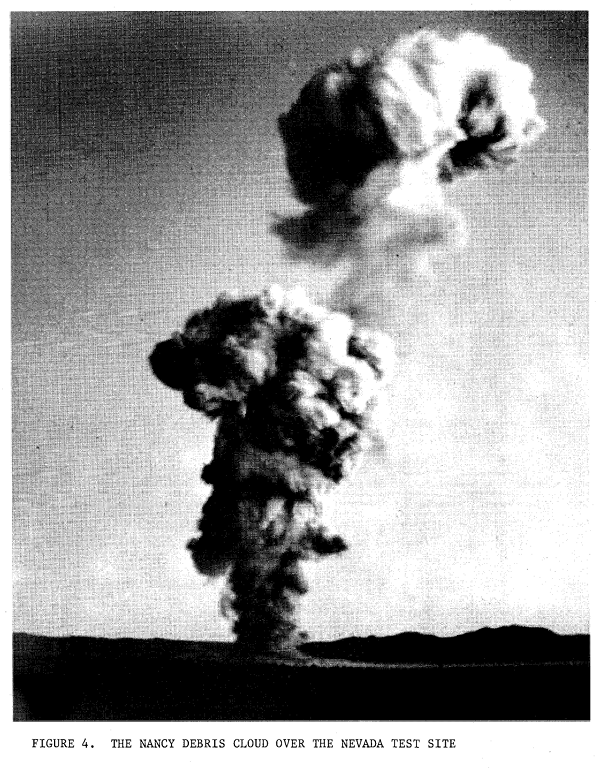 FIGURE 4. THE NANCY DEBRIS CLOUD OVER THE NEVADA TEST SITE